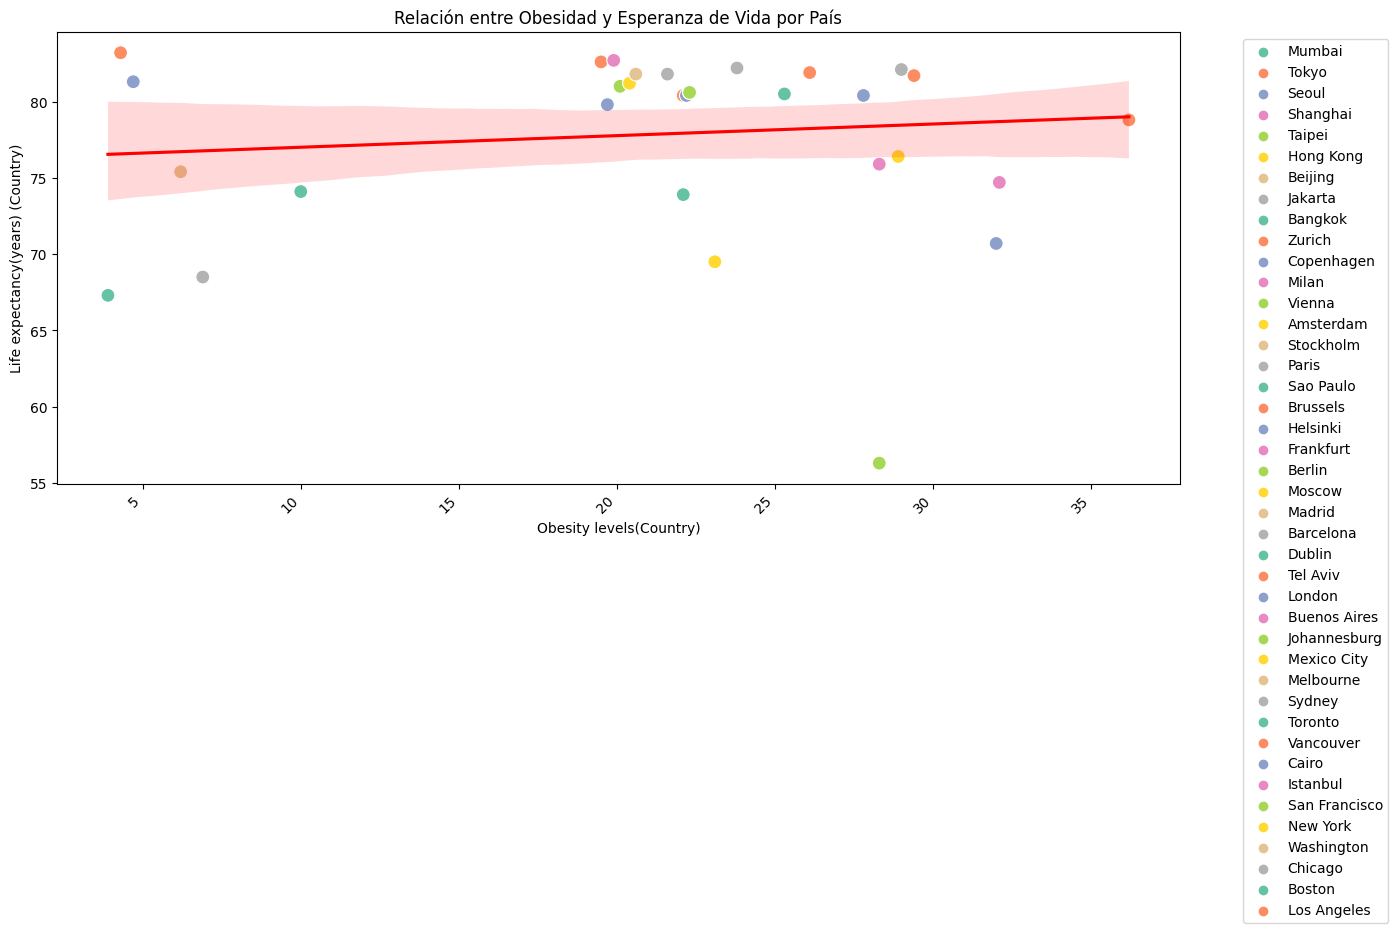 Relación entre Obesidad y Esperanza de Vida por País
Life expectancy(years) (Country)
80
75
70
65
60
55
5
10
15
20
25
30
35
Obesity levels(Country)
Mumbai
Tokyo
Seoul
Shanghai
Taipei
Hong Kong
Beijing
Jakarta
Bangkok
Zurich
Copenhagen
Milan
Vienna
Amsterdam
Stockholm
Paris
Sao Paulo
Brussels
Helsinki
Frankfurt
Berlin
Moscow
Madrid
Barcelona
Dublin
Tel Aviv
London
Buenos Aires
Johannesburg
Mexico City
Melbourne
Sydney
Toronto
Vancouver
Cairo
Istanbul
San Francisco
New York
Washington
Chicago
Boston
Los Angeles